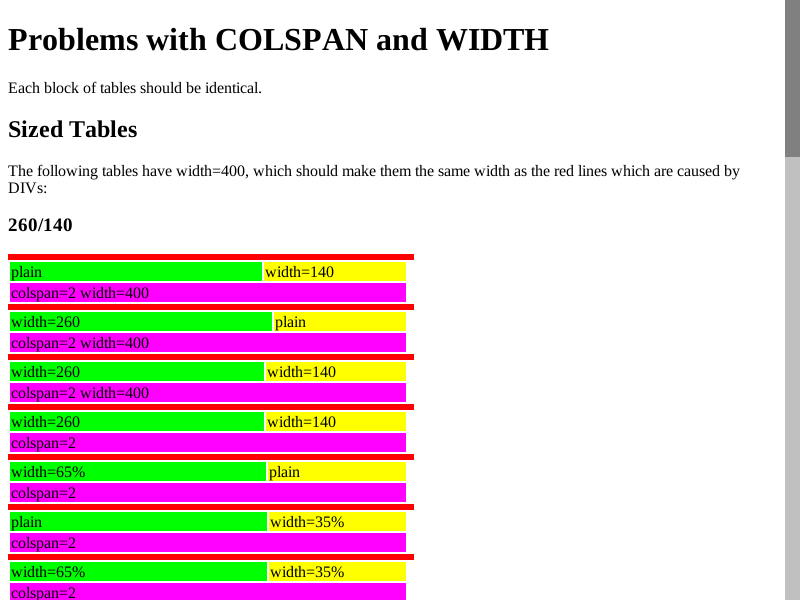 Problems with COLSPAN and WIDTH
Each block of tables should be identical.
Sized Tables
The following tables have width=400, which should make them the same width as the red lines which are caused by
DIVs:
260/140
plain width=140
colspan=2 width=400
width=260 plain
colspan=2 width=400
width=260 width=140
colspan=2 width=400
width=260 width=140
colspan=2
width=65% plain
colspan=2
plain width=35%
colspan=2
width=65% width=35%
colspan=2